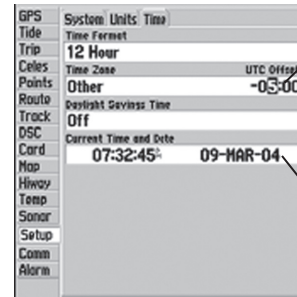 GPS
Tide
Trip
Celes
Points
Route
Track
DSC
Card
Map
Hiway
Temp
Sonar
Setup
Comm
Alarm
System Units Time
Time Format
12 Hour
Time Zone UTC Offset
Other -05:00
Daylight Savings Time
Off
Current Time and Date
07:32:45 09-MAR-04